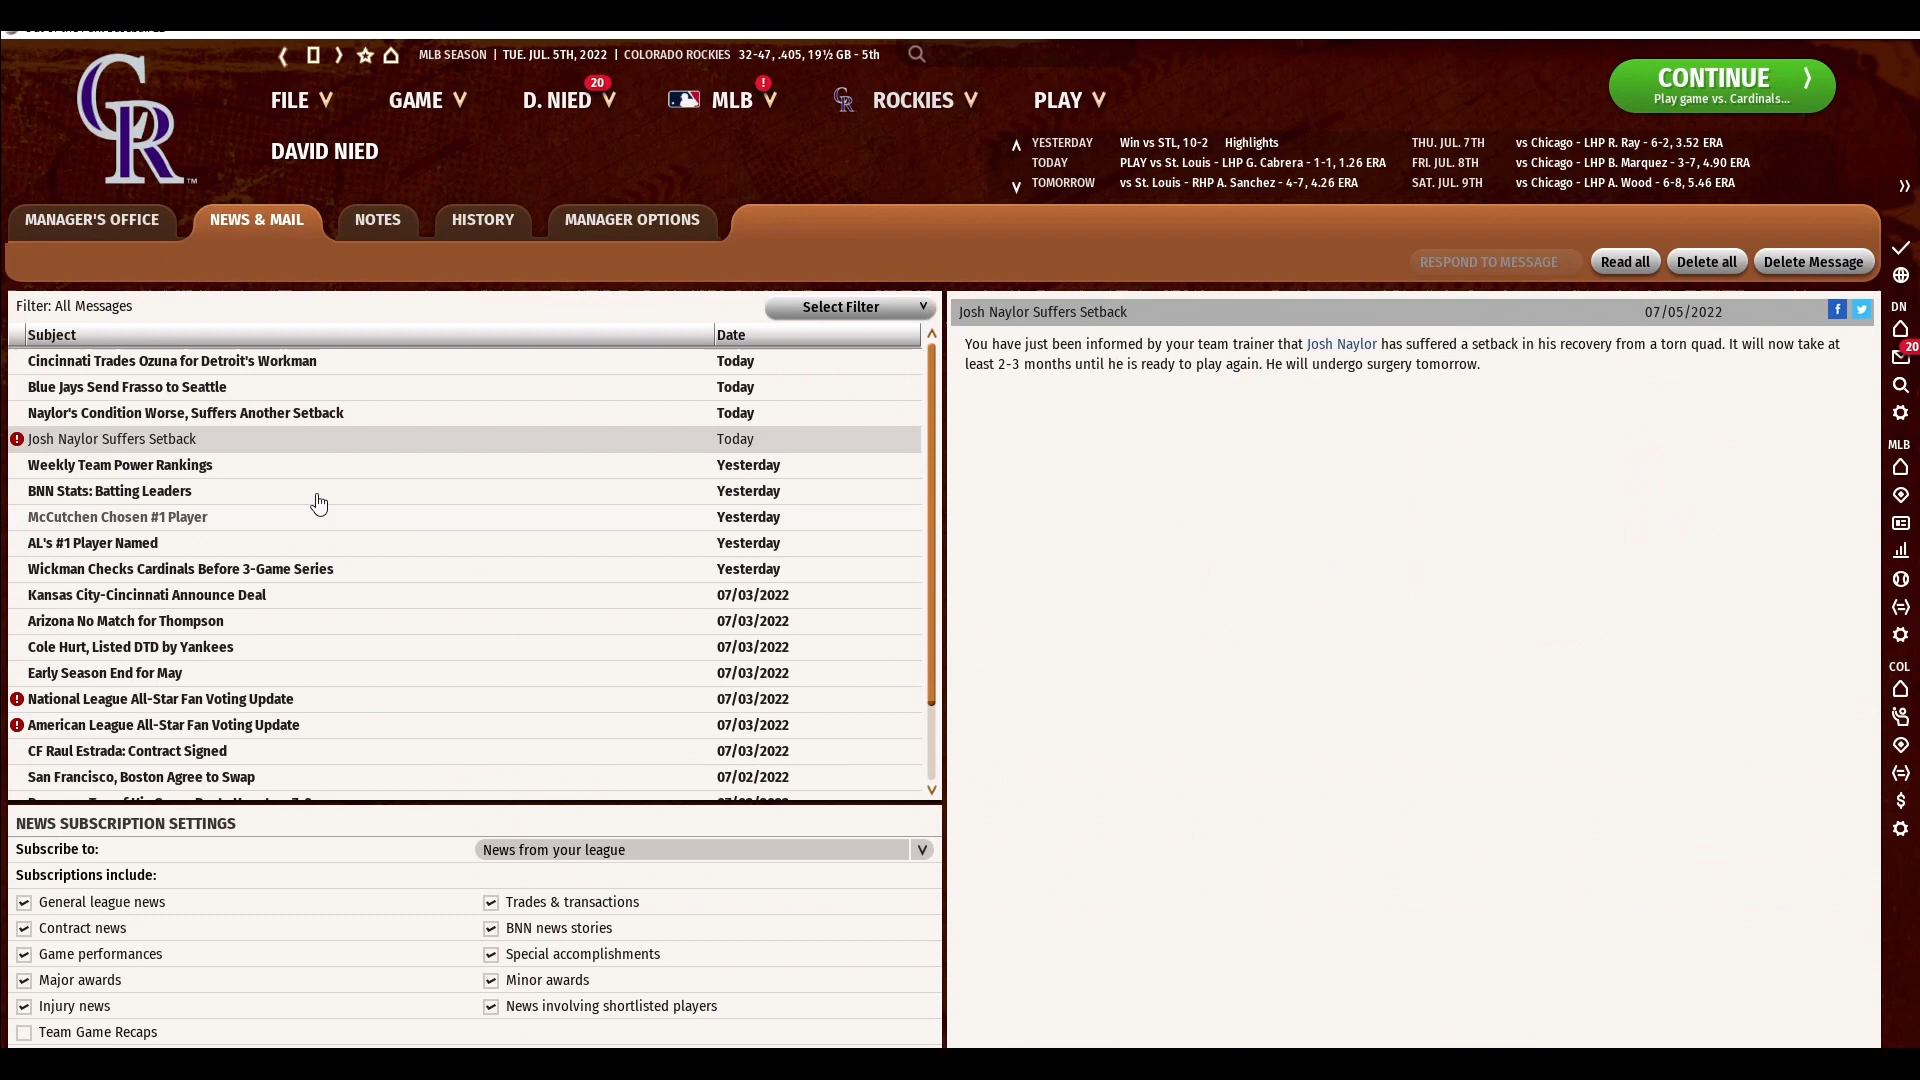 MLB SEASON | TUE. JUL. 5TH, 2022 | COLORADO ROCKIES 32-47, .405, 19½ GB - 5th
CR
TM
FILE
GAME
D. NIED
20
MLB
!
ROCKIES
PLAY
CONTINUE
Play game vs. Cardinals...
DAVID NIED
YESTERDAY Win vs STL, 10-2 Highlights THU. JUL. 7TH vs Chicago - LHP R. Ray - 6-2, 3.52 ERA
TODAY PLAY vs St. Louis - LHP G. Cabrera - 1-1, 1.26 ERA FRI. JUL. 8TH vs Chicago - LHP B. Marquez - 3-7, 4.90 ERA
TOMORROW vs St. Louis - RHP A. Sanchez - 4-7, 4.26 ERA SAT. JUL. 9TH vs Chicago - LHP A. Wood - 6-8, 5.46 ERA
MANAGER'S OFFICE NEWS & MAIL NOTES HISTORY MANAGER OPTIONS
RESPOND TO MESSAGE Read all Delete all Delete Message
Filter: All Messages Select Filter
Subject Date
Cincinnati Trades Ozuna for Detroit's Workman Today
Blue Jays Send Frasso to Seattle Today
Naylor's Condition Worse, Suffers Another Setback Today
! Josh Naylor Suffers Setback Today
Weekly Team Power Rankings Yesterday
BNN Stats: Batting Leaders Yesterday
McCutchen Chosen #1 Player Yesterday
AL's #1 Player Named Yesterday
Wickman Checks Cardinals Before 3-Game Series Yesterday
Kansas City-Cincinnati Announce Deal 07/03/2022
Arizona No Match for Thompson 07/03/2022
Cole Hurt, Listed DTD by Yankees 07/03/2022
Early Season End for May 07/03/2022
! National League All-Star Fan Voting Update 07/03/2022
! American League All-Star Fan Voting Update 07/03/2022
CF Raul Estrada: Contract Signed 07/03/2022
San Francisco, Boston Agree to Swap 07/02/2022
Josh Naylor Suffers Setback 07/05/2022
f
You have just been informed by your team trainer that Josh Naylor has suffered a setback in his recovery from a torn quad. It will now take at
least 2-3 months until he is ready to play again. He will undergo surgery tomorrow.
NEWS SUBSCRIPTION SETTINGS
Subscribe to: News from your league
Subscriptions include:
General league news Trades & transactions
Contract news BNN news stories
Game performances Special accomplishments
Major awards Minor awards
Injury news News involving shortlisted players
Team Game Recaps
DN
20
MLB
COL
$